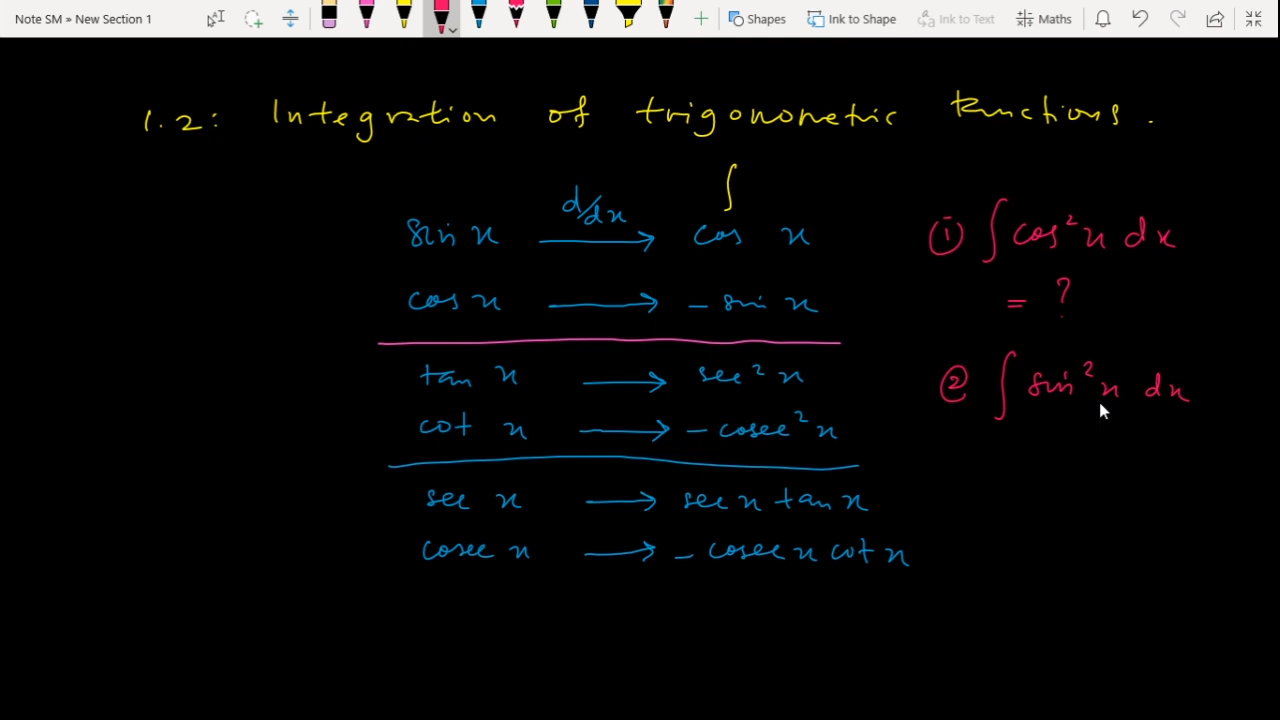 Note SM » New Section 1
Shapes
Ink to Shape
Ink to Text
Maths
1.2: Integration of trigonometric functions.
∫
sin x d/dx → cos x
cos x → - sin x
tan x → sec² x
cot x → - cosec² x
sec x → sec x tan x
cosec x → - cosec x cot x
① ∫ cos² x dx
= ?
② ∫ sin² x dx